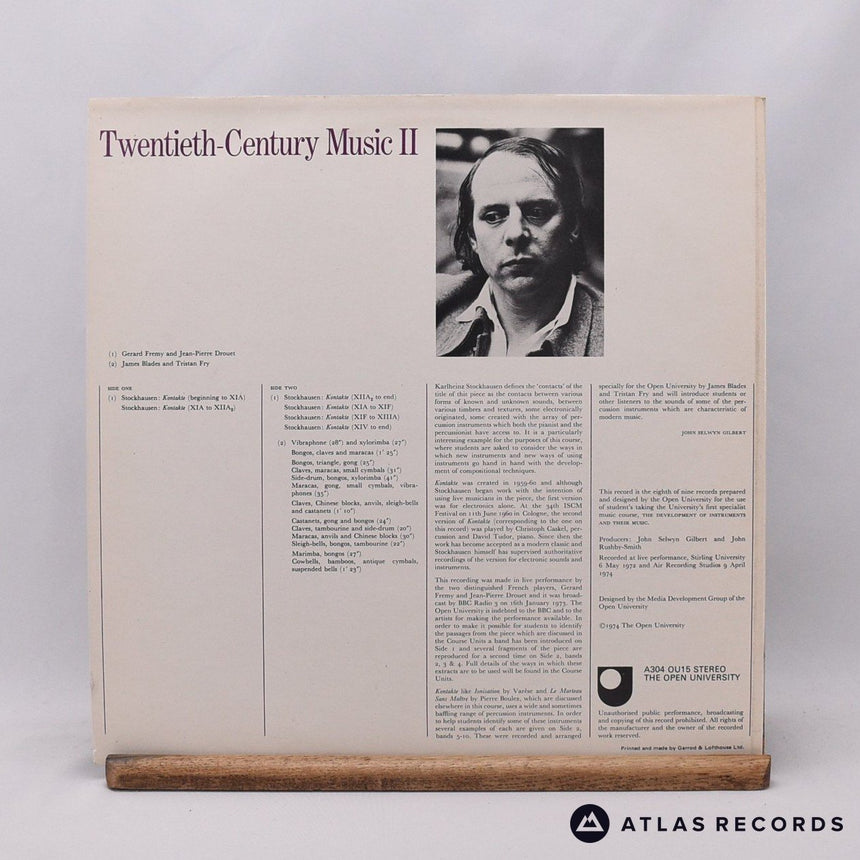 Twentieth-Century Music II
(1) Gerard Fremy and Jean-Pierre Drouet
(2) James Blades and Tristan Fry
SIDE ONE
(1) Stockhausen: Kontakte (beginning to XIA)
Stockhausen: Kontakte (XIA to XIIA₂)
SIDE TWO
(1) Stockhausen: Kontakte (XIIA₂ to end)
Stockhausen: Kontakte (XIA to XIF)
Stockhausen: Kontakte (XIF to XIIIA)
Stockhausen: Kontakte (XIV to end)
(2) Vibraphone (28″) and xylorimba (27″)
Bongos, claves and maracas (1′ 25″)
Bongos, triangle, gong (25″)
Claves, maracas, small cymbals (31″)
Side-drum, bongos, xylorimba (41″)
Maracas, gong, small cymbals, vibra-
phones (35″)
Claves, Chinese blocks, anvils, sleigh-bells
and castanets (1′ 10″)
Castanets, gong and bongos (24″)
Claves, tambourine and side-drum (20″)
Maracas, anvils and Chinese blocks (30″)
Sleigh-bells, bongos, tambourine (22″)
Marimba, bongos (27″)
Cowbells, bamboos, antique cymbals,
suspended bells (1′ 23″)
Karlheinz Stockhausen defines the 'contacts' of the
title of this piece as the contacts between various
forms of known and unknown sounds, between
various timbres and textures, some electronically
originated, some created with the array of per-
cussion instruments which both the pianist and the
percussionist have access to. It is a particularly
interesting example for the purposes of this course,
where students are asked to consider the ways in
which new instruments and new ways of using
instruments go hand in hand with the develop-
ment of compositional techniques.
Kontakte was created in 1959-60 and although
Stockhausen began work with the intention of
using live musicians in the piece, the first version
was for electronics alone. At the 34th ISCM
Festival on 11th June 1960 in Cologne, the second
version of Kontakte (corresponding to the one on
this record) was played by Christoph Caskel, per-
cussion and David Tudor, piano. Since then the
work has become accepted as a modern classic and
Stockhausen himself has supervised authoritative
recordings of the version for electronic sounds and
instruments.
This recording was made in live performance by
the two distinguished French players, Gerard
Fremy and Jean-Pierre Drouet and it was broad-
cast by BBC Radio 3 on 16th January 1973. The
Open University is indebted to the BBC and to the
artists for making the performance available. In
order to make it possible for students to identify
the passages from the piece which are discussed in
the Course Units a band has been introduced on
Side 1 and several fragments of the piece are
reproduced for a second time on Side 2, bands
2, 3 & 4. Full details of the ways in which these
extracts are to be used will be found in the Course
Units.
Kontakte like Ionisation by Varèse and Le Marteau
Sans Maître by Pierre Boulez, which are discussed
elsewhere in this course, uses a wide and sometimes
baffling range of percussion instruments. In order
to help students identify some of these instruments
several examples of each are given on Side 2,
bands 5-10. These were recorded and arranged
specially for the Open University by James Blades
and Tristan Fry and will introduce students or
other listeners to the sounds of some of the per-
cussion instruments which are characteristic of
modern music.
JOHN SELWYN GILBERT
This record is the eighth of nine records prepared
and designed by the Open University for the use
of student's taking the University's first specialist
music course, THE DEVELOPMENT OF INSTRUMENTS
AND THEIR MUSIC.
Producers: John Selwyn Gilbert and John
Rushby-Smith
Recorded at live performance, Stirling University
6 May 1972 and Air Recording Studios 9 April
1974
Designed by the Media Development Group of the
Open University
©1974 The Open University
A304 OU15 STEREO
THE OPEN UNIVERSITY
Unauthorised public performance, broadcasting
and copying of this record prohibited. All rights of
the manufacturer and the owner of the recorded
work reserved.
Printed and made by Garrod & Lofthouse Ltd.
ATLAS RECORDS